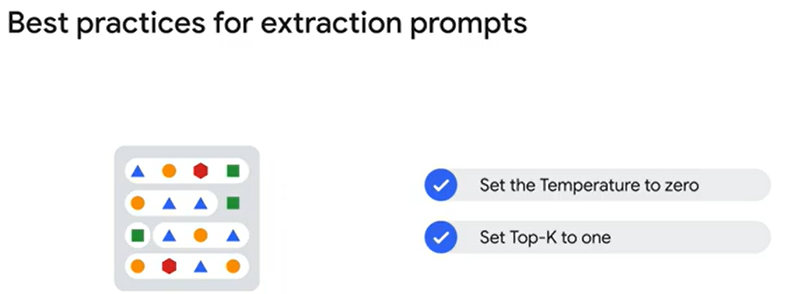 Best practices for extraction prompts
Set the Temperature to zero
Set Top-K to one